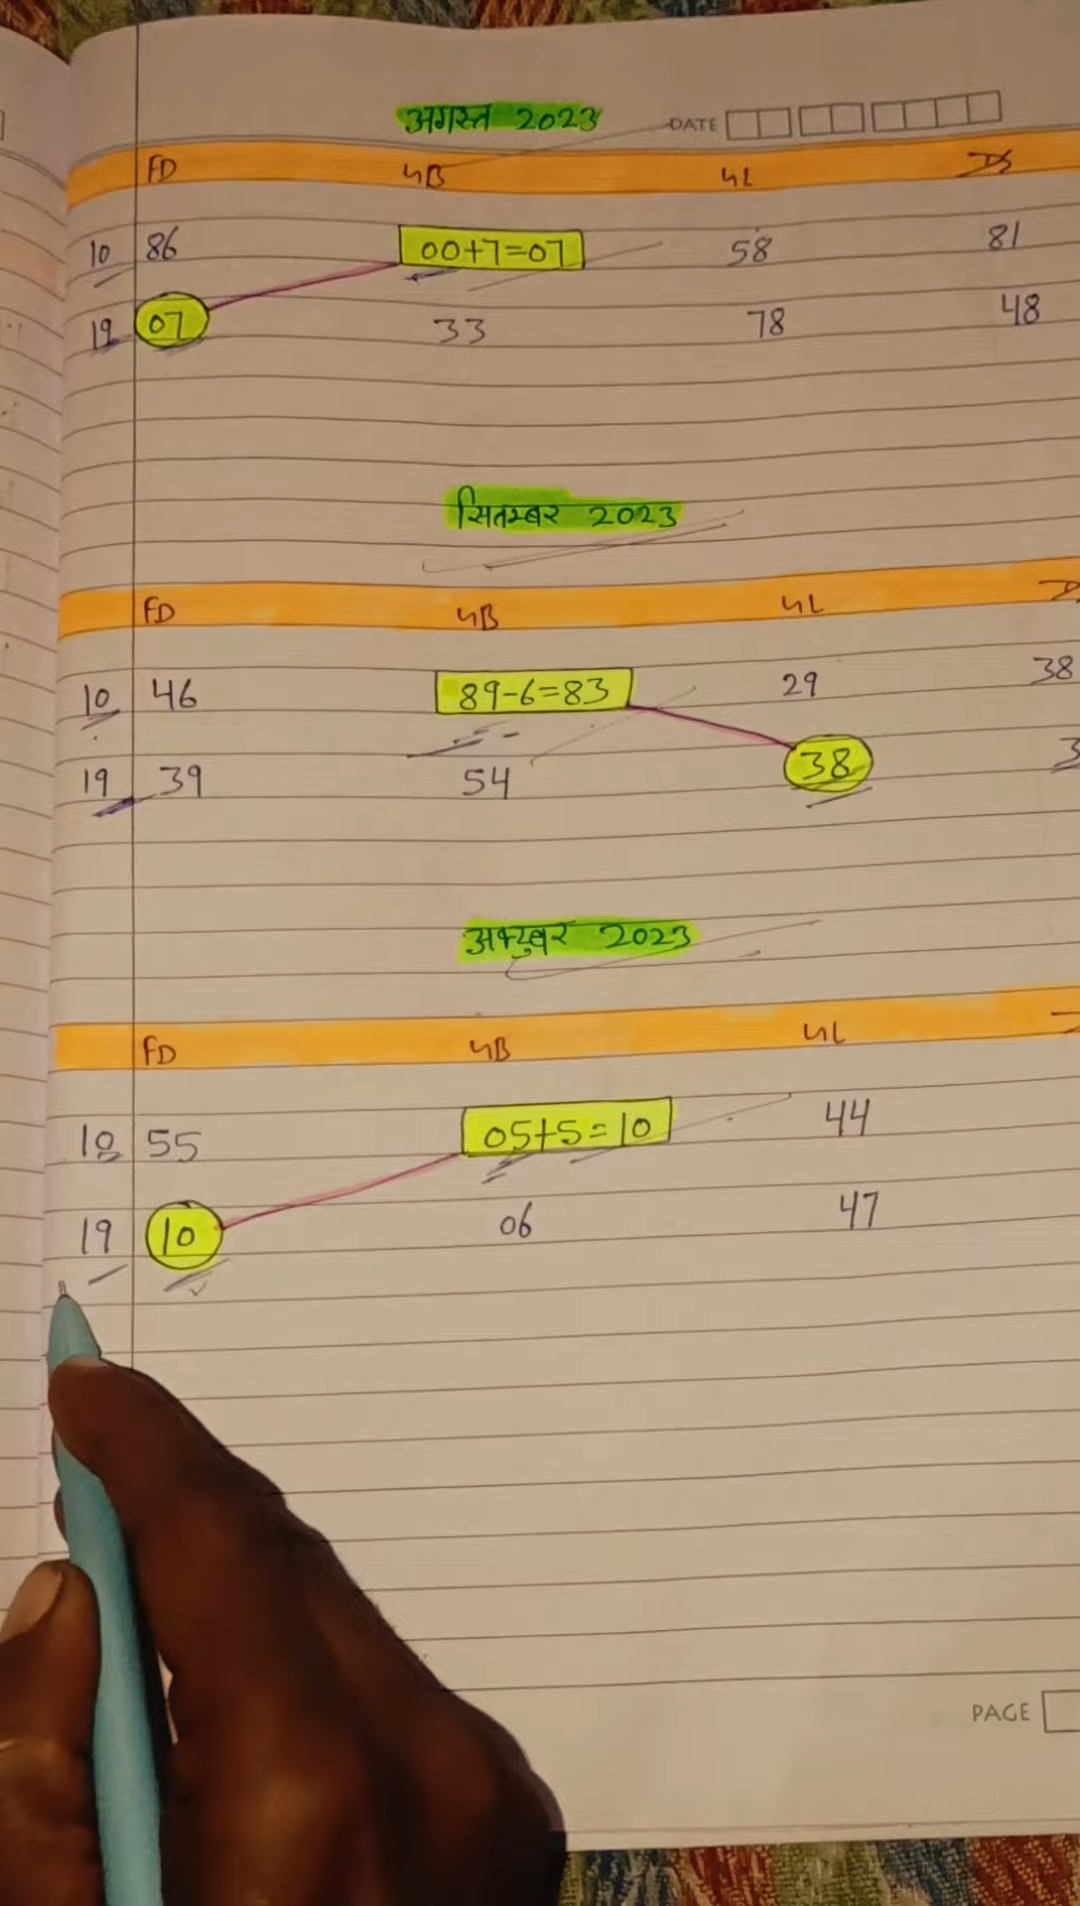 अगस्त 2023 DATE
FD GB GL DS
10 86 00+7=07 58 81
19 07 33 78 48
सितम्बर 2023
FD GB GL
10 46 89-6=83 29 38
19 39 54 38 3
अक्टुबर 2023
FD GB GL
10 55 05+5=10 44
19 10 06 47
PAGE